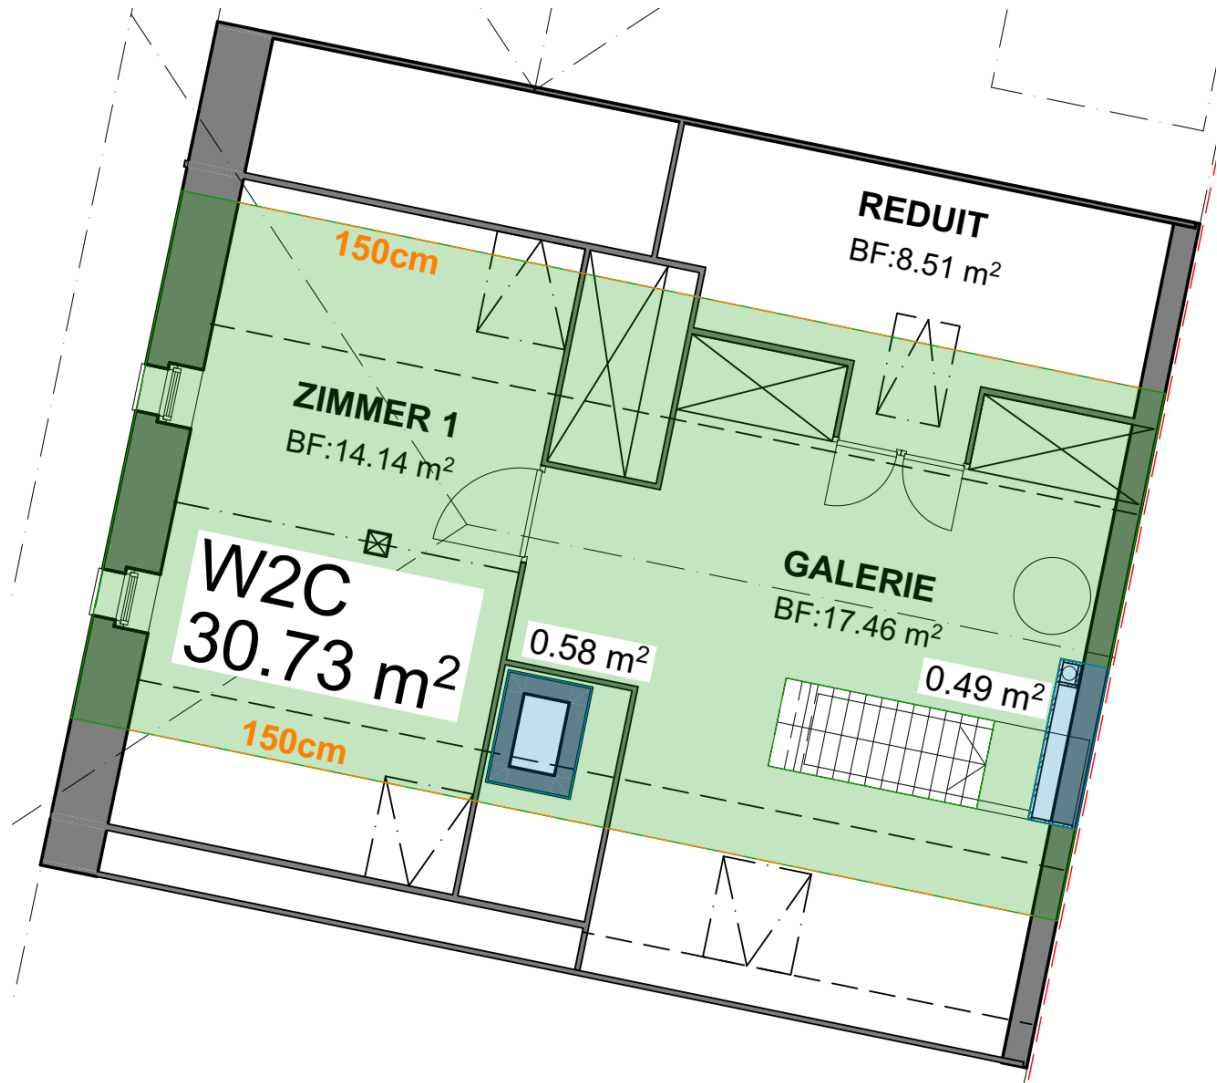 REDUIT
BF:8.51 m²
150cm
ZIMMER 1
BF:14.14 m²
GALERIE
BF:17.46 m²
W2C
30.73 m²
0.58 m²
0.49 m²
150cm